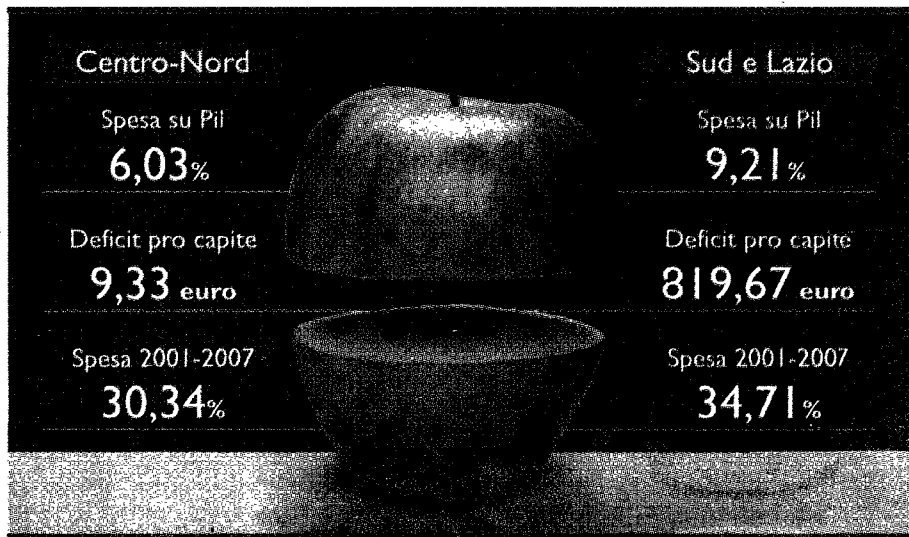 Centro-Nord
Spesa su Pil
6,03%
Deficit pro capite
9,33 euro
Spesa 2001-2007
30,34%
Sud e Lazio
Spesa su Pil
9,21%
Deficit pro capite
819,67 euro
Spesa 2001-2007
34,71%